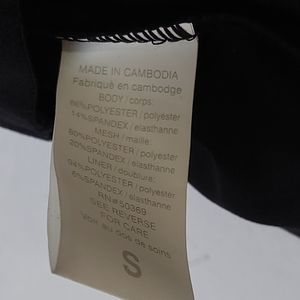 MADE IN CAMBODIA
Fabriqué en cambodge
BODY / corps:
86%POLYESTER / polyester
14%SPANDEX / elasthanne
MESH / maille:
80%POLYESTER / polyester
20%SPANDEX / elasthanne
LINER / doublure:
94%POLYESTER / polyester
6%SPANDEX / elasthanne
RN#50369
SEE REVERSE
FOR CARE
Voir au dos de soins
S